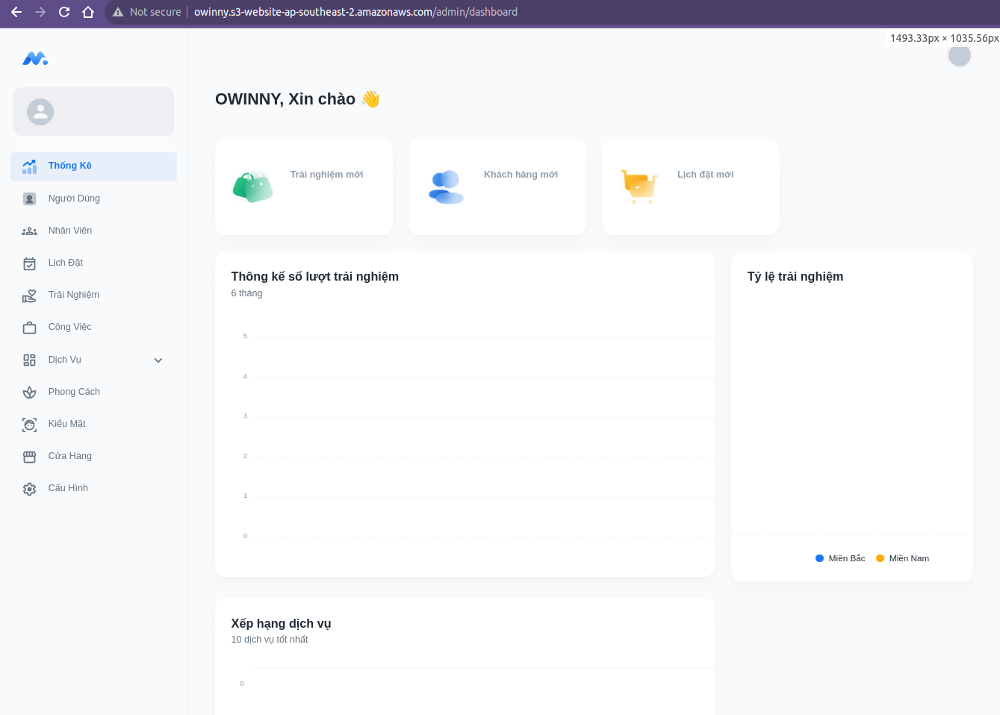 Not secure
owinny.s3-website-ap-southeast-2.amazonaws.com/admin/dashboard
1493.33px × 1035.56px
Thống Kê
Người Dùng
Nhân Viên
Lịch Đặt
Trải Nghiệm
Công Việc
Dịch Vụ
Phong Cách
Kiểu Mặt
Cửa Hàng
Cấu Hình
OWINNY, Xin chào 👋
Trải nghiệm mới
Khách hàng mới
Lịch đặt mới
Thông kế số lượt trải nghiệm
6 tháng
5
4
3
2
1
0
Tỷ lệ trải nghiệm
Miền Bắc
Miền Nam
Xếp hạng dịch vụ
10 dịch vụ tốt nhất
0